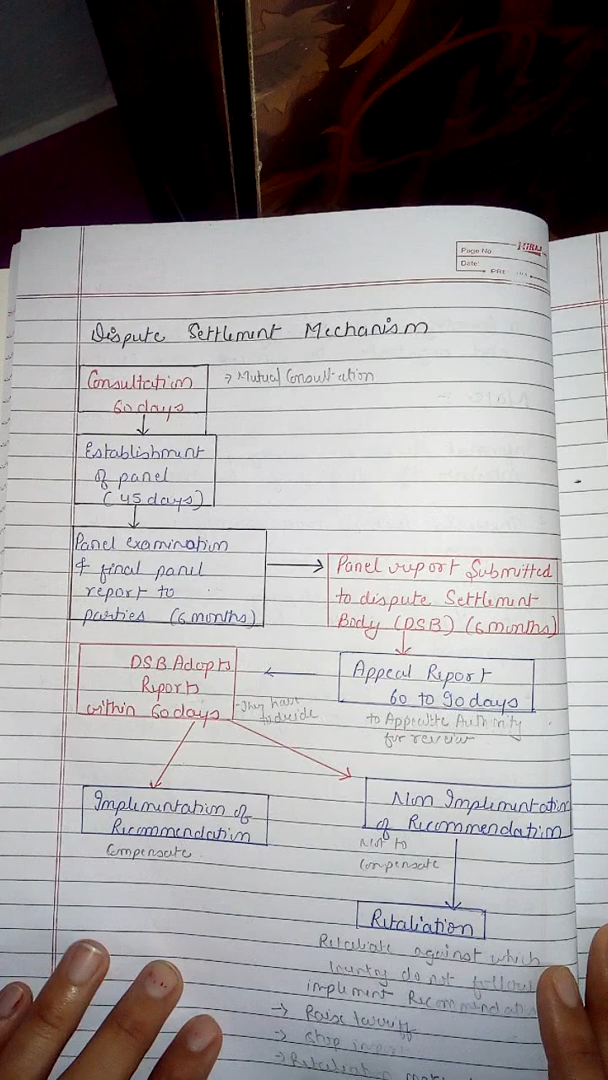 Page No
Date:
Dispute Settlement Mechanism
Consultation
60 days
→ Mutual Consultation
Establishment
of panel
(45 days)
Panel examination
& final panel
report to
parties (6 months)
Panel report Submitted
to dispute Settlement
Body (DSB) (6 months)
Appeal Report
60 to 90 days
to Appellate Authority
for review
DSB Adopts
Reports
within 60 days
- They have
to decide
Implementation of
Recommendation
Compensate
Non Implementation
of Recommendation
Not to
Compensate
Retaliation
Retaliate against which
Country do not follow
implement Recommendation
→ Raise tarriff
→ Stop
→ Retaliation